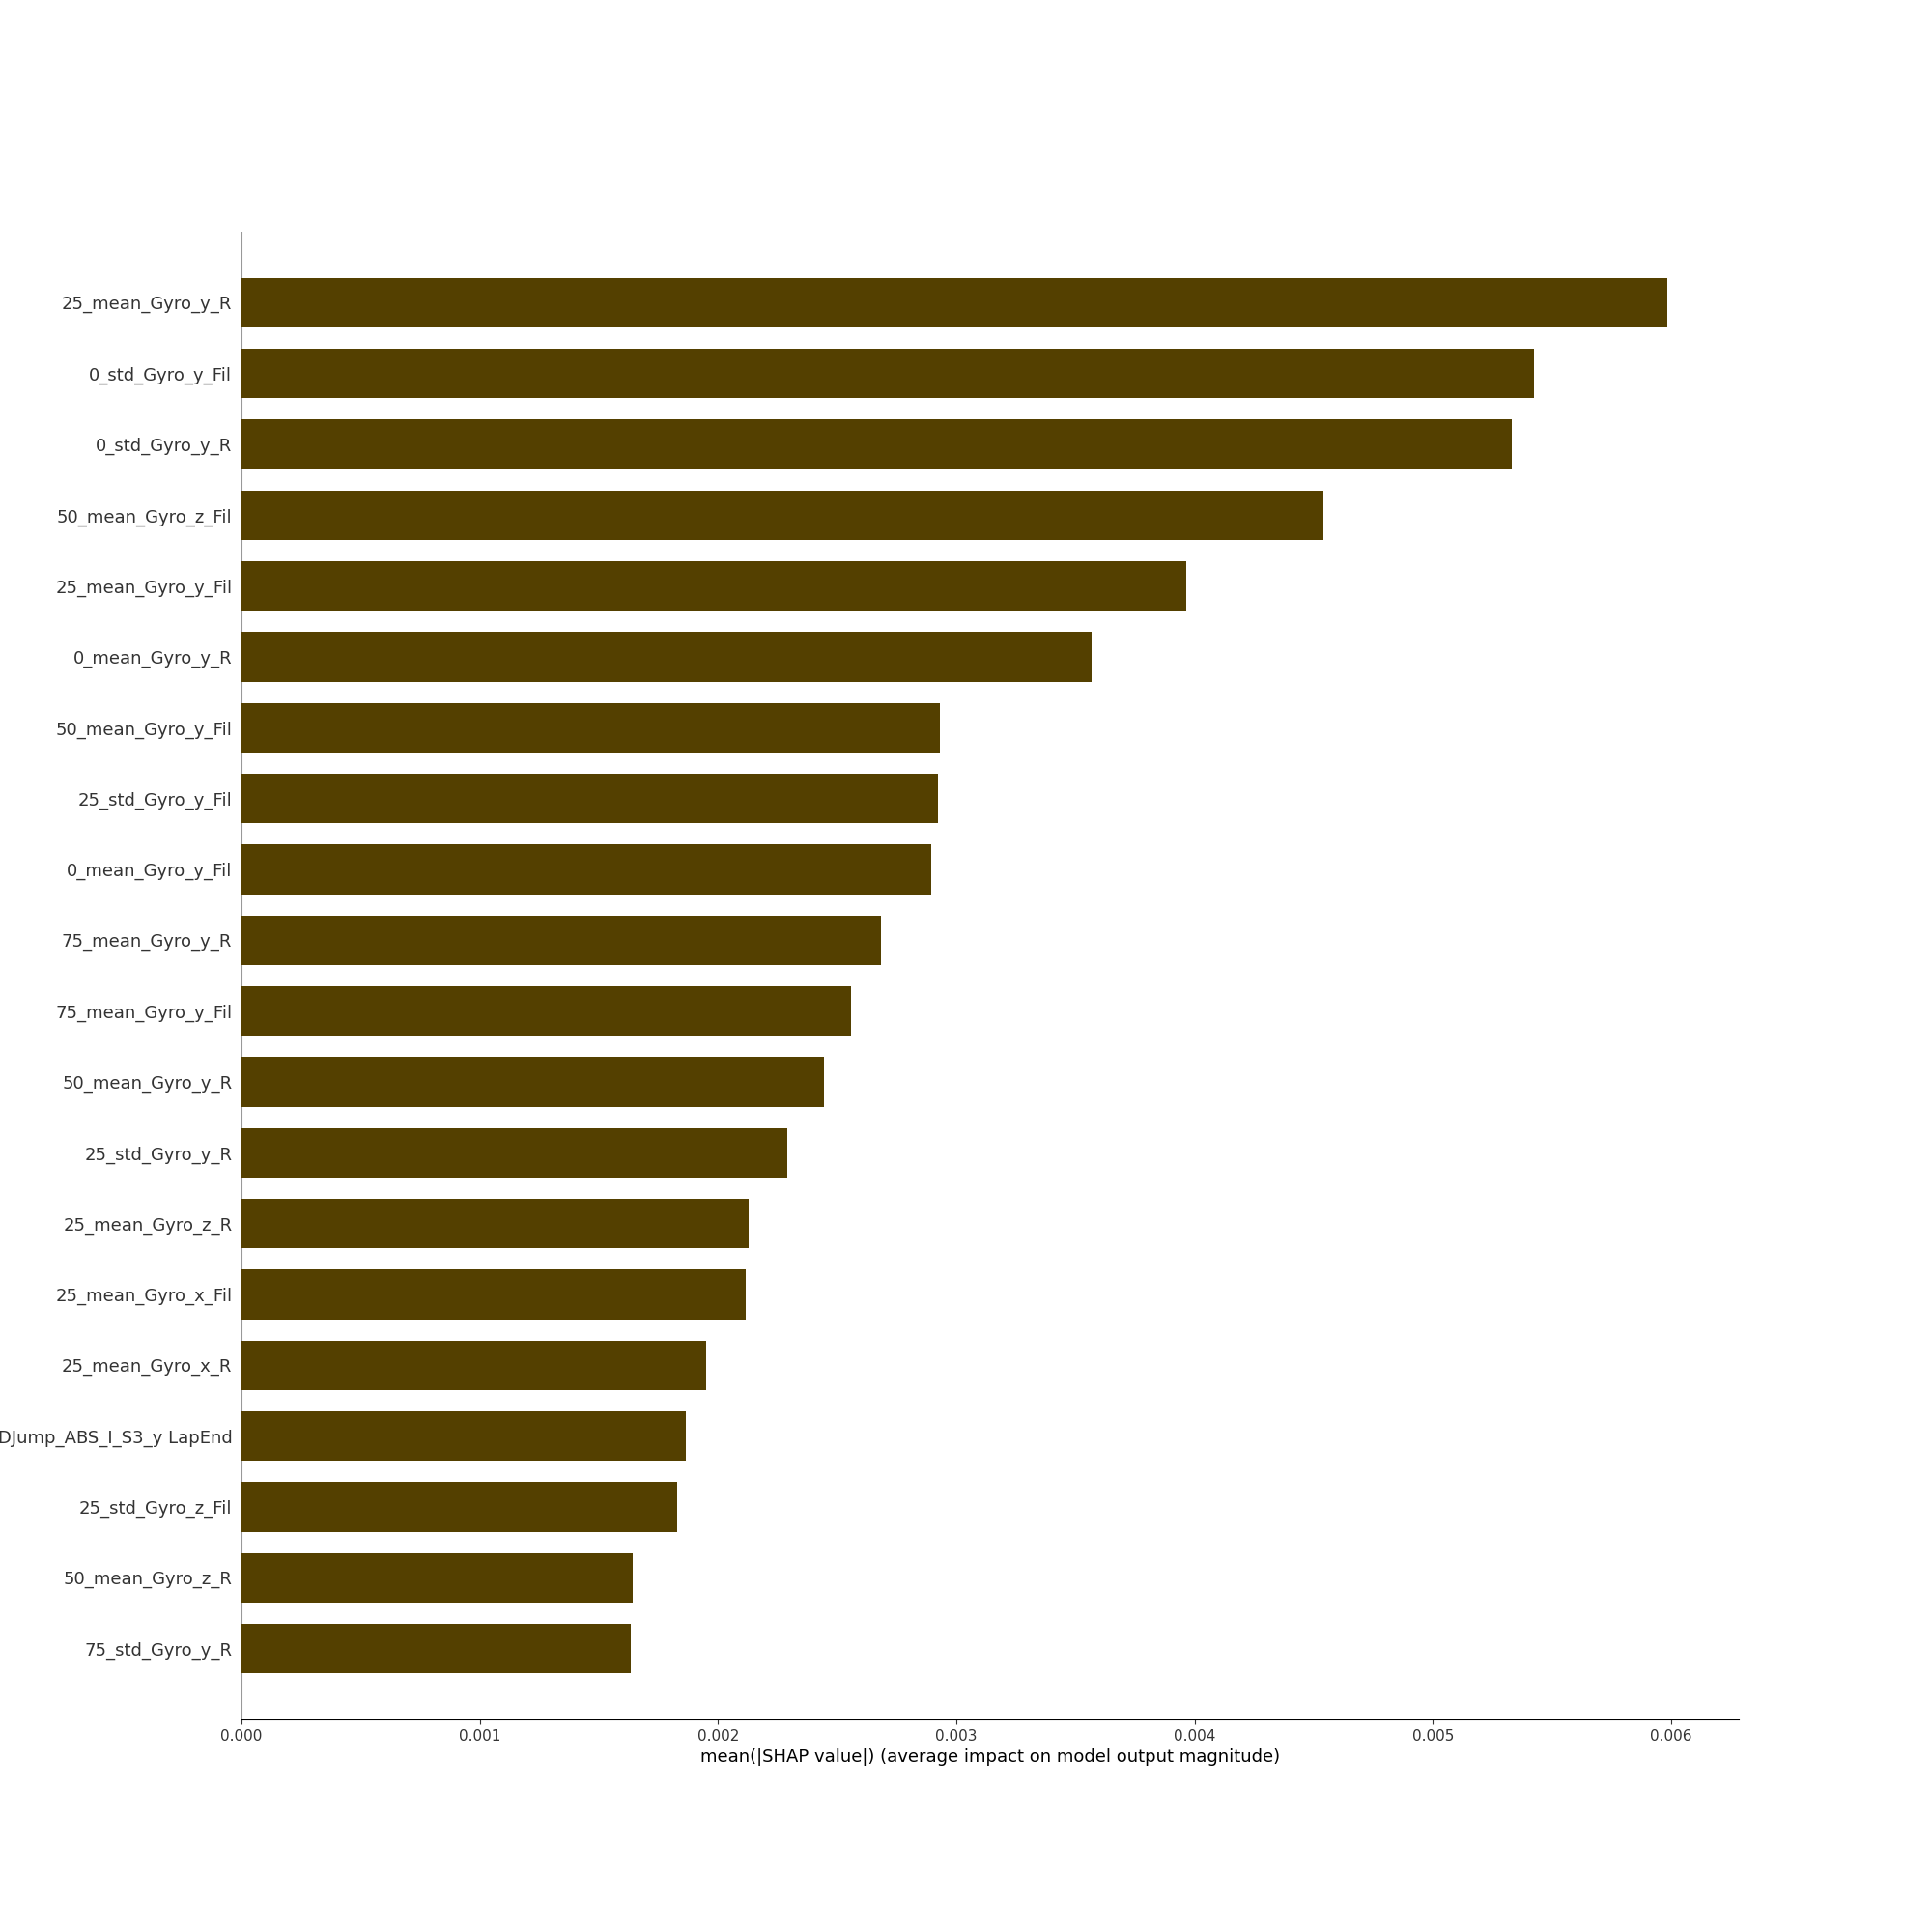 25_mean_Gyro_y_R
0_std_Gyro_y_Fil
0_std_Gyro_y_R
50_mean_Gyro_z_Fil
25_mean_Gyro_y_Fil
0_mean_Gyro_y_R
50_mean_Gyro_y_Fil
25_std_Gyro_y_Fil
0_mean_Gyro_y_Fil
75_mean_Gyro_y_R
75_mean_Gyro_y_Fil
50_mean_Gyro_y_R
25_std_Gyro_y_R
25_mean_Gyro_z_R
25_mean_Gyro_x_Fil
25_mean_Gyro_x_R
DJump_ABS_I_S3_y LapEnd
25_std_Gyro_z_Fil
50_mean_Gyro_z_R
75_std_Gyro_y_R
0.000 0.001 0.002 0.003 0.004 0.005 0.006
mean(|SHAP value|) (average impact on model output magnitude)